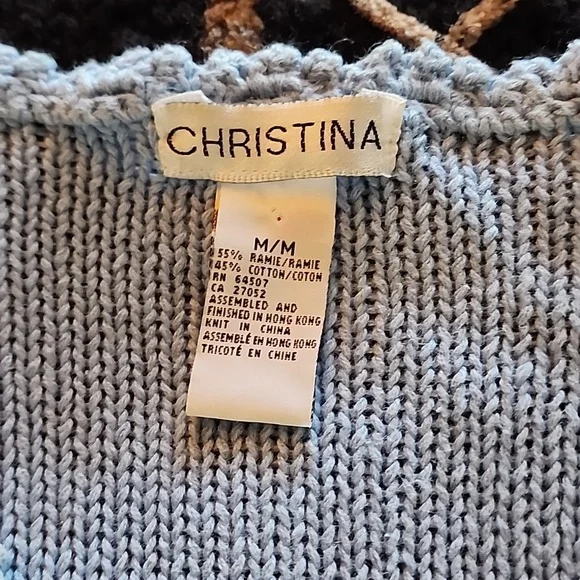 CHRISTINA
M/M
55% RAMIE/RAMIE
45% COTTON/COTON
RN 64507
CA 27052
ASSEMBLED AND
FINISHED IN HONG KONG
KNIT IN CHINA
ASSEMBLÉ EN HONG KONG
TRICOTÉ EN CHINE